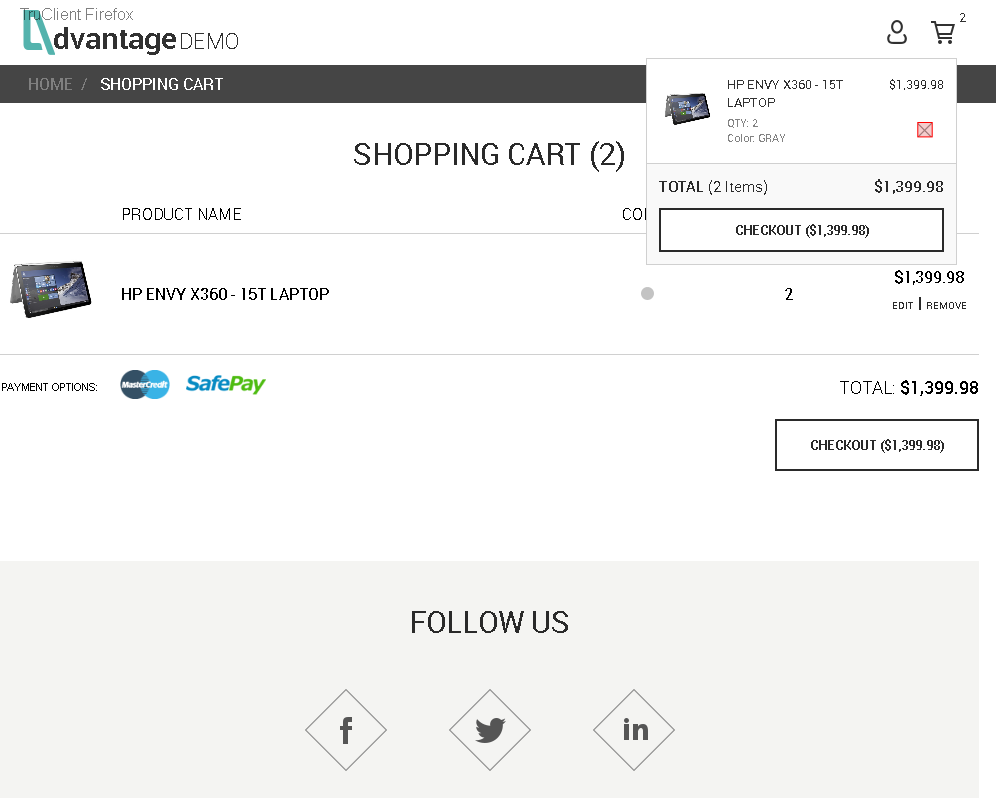 TruClient Firefox
dvantage DEMO
2
HOME / SHOPPING CART
HP ENVY X360 - 15T
LAPTOP
$1,399.98
QTY: 2
Color: GRAY
TOTAL (2 Items) $1,399.98
CHECKOUT ($1,399.98)
SHOPPING CART (2)
PRODUCT NAME
HP ENVY X360 - 15T LAPTOP
2
$1,399.98
EDIT | REMOVE
PAYMENT OPTIONS:
MasterCredit
SafePay
TOTAL: $1,399.98
CHECKOUT ($1,399.98)
FOLLOW US
f
in